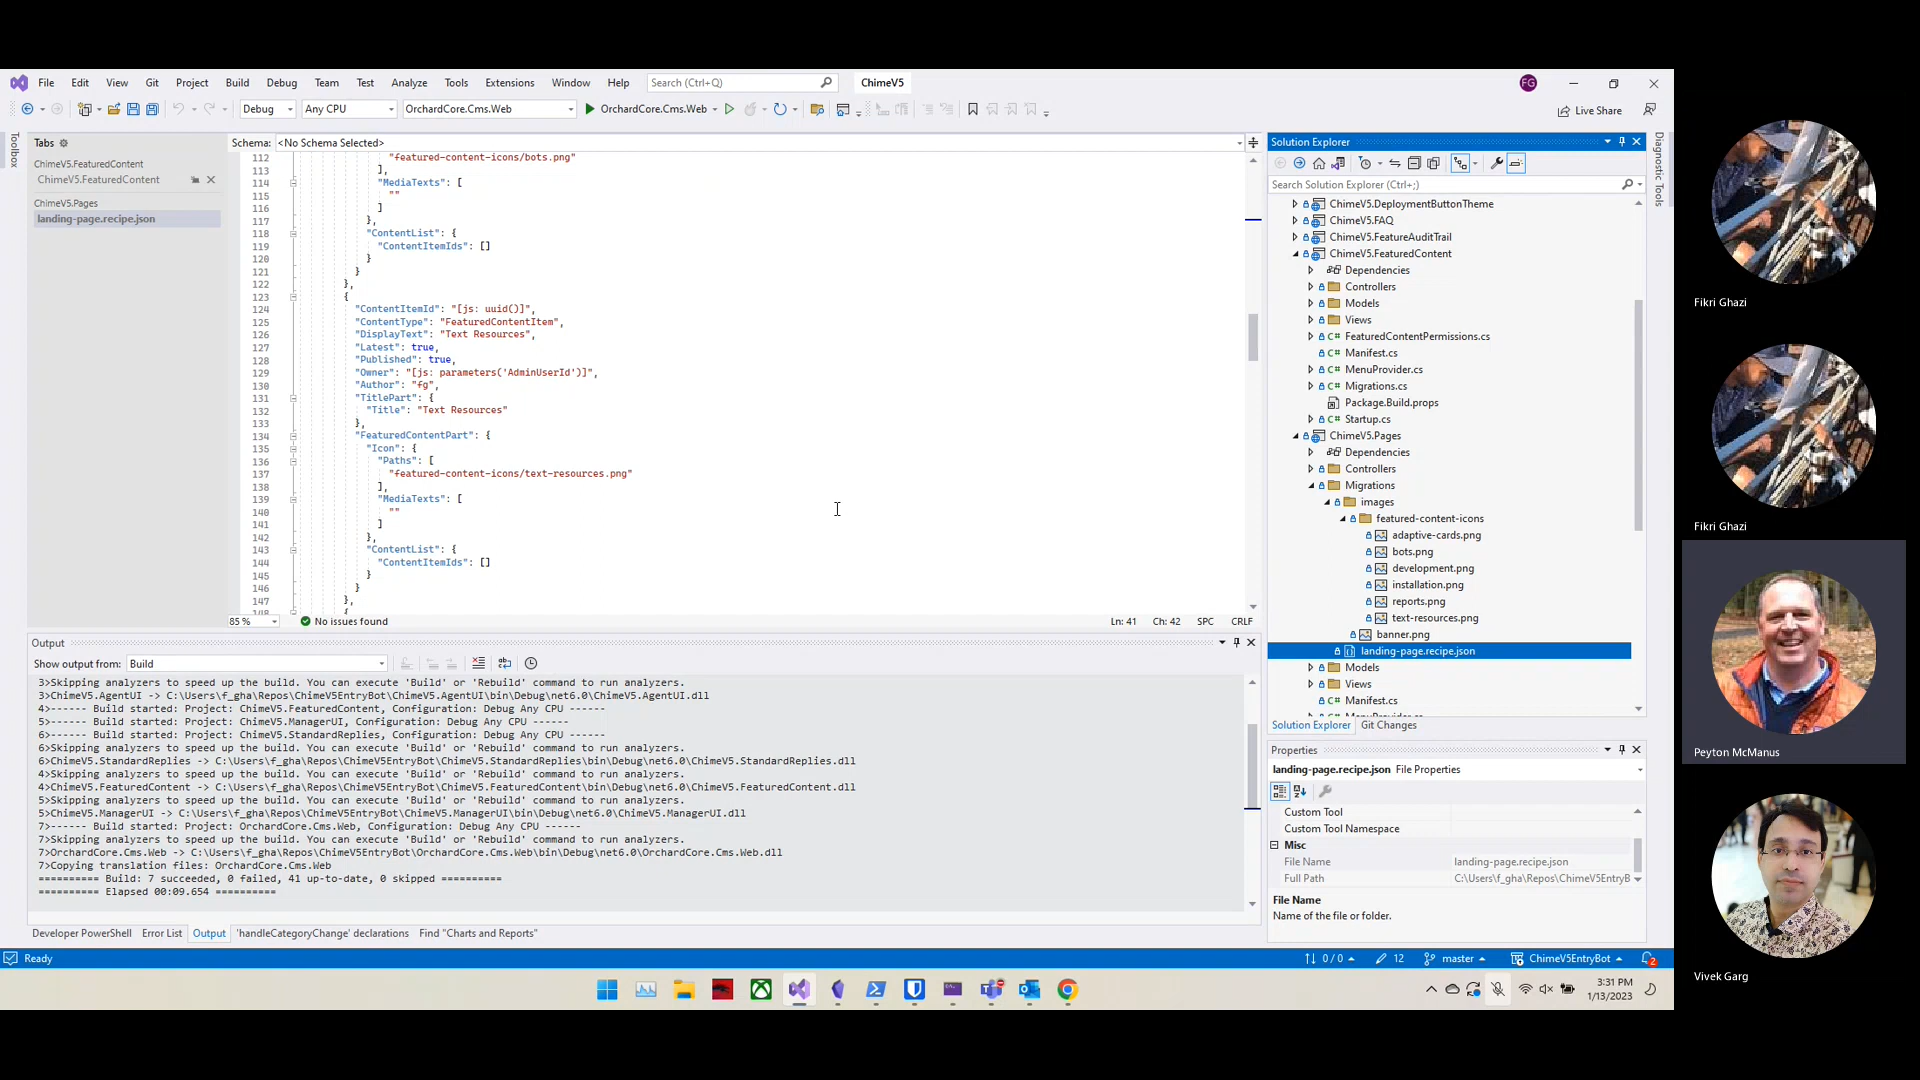 File Edit View Git Project Build Debug Team Test Analyze Tools Extensions Window Help Search (Ctrl+Q) ChimeV5 FG
Debug Any CPU OrchardCore.Cms.Web OrchardCore.Cms.Web Live Share
Toolbox
Tabs
ChimeV5.FeaturedContent
ChimeV5.FeaturedContent
ChimeV5.Pages
landing-page.recipe.json
Schema: <No Schema Selected>
112 "featured-content-icons/bots.png"
113 ],
114 "MediaTexts": [
115 ""
116 ]
117 },
118 "ContentList": {
119 "ContentItemIds": []
120 }
121 }
122 },
123 {
124 "ContentItemId": "[js: uuid()]",
125 "ContentType": "FeaturedContentItem",
126 "DisplayText": "Text Resources",
127 "Latest": true,
128 "Published": true,
129 "Owner": "[js: parameters('AdminUserId')]",
130 "Author": "fg",
131 "TitlePart": {
132 "Title": "Text Resources"
133 },
134 "FeaturedContentPart": {
135 "Icon": {
136 "Paths": [
137 "featured-content-icons/text-resources.png"
138 ],
139 "MediaTexts": [
140 ""
141 ]
142 },
143 "ContentList": {
144 "ContentItemIds": []
145 }
146 }
147 },
148 {
85 % No issues found Ln: 41 Ch: 42 SPC CRLF
Output
Show output from: Build
3>Skipping analyzers to speed up the build. You can execute 'Build' or 'Rebuild' command to run analyzers.
3>ChimeV5.AgentUI -> C:\Users\f_gha\Repos\ChimeV5EntryBot\ChimeV5.AgentUI\bin\Debug\net6.0\ChimeV5.AgentUI.dll
4>------ Build started: Project: ChimeV5.FeaturedContent, Configuration: Debug Any CPU ------
5>------ Build started: Project: ChimeV5.ManagerUI, Configuration: Debug Any CPU ------
6>------ Build started: Project: ChimeV5.StandardReplies, Configuration: Debug Any CPU ------
6>Skipping analyzers to speed up the build. You can execute 'Build' or 'Rebuild' command to run analyzers.
6>ChimeV5.StandardReplies -> C:\Users\f_gha\Repos\ChimeV5EntryBot\ChimeV5.StandardReplies\bin\Debug\net6.0\ChimeV5.StandardReplies.dll
4>Skipping analyzers to speed up the build. You can execute 'Build' or 'Rebuild' command to run analyzers.
4>ChimeV5.FeaturedContent -> C:\Users\f_gha\Repos\ChimeV5EntryBot\ChimeV5.FeaturedContent\bin\Debug\net6.0\ChimeV5.FeaturedContent.dll
5>Skipping analyzers to speed up the build. You can execute 'Build' or 'Rebuild' command to run analyzers.
5>ChimeV5.ManagerUI -> C:\Users\f_gha\Repos\ChimeV5EntryBot\ChimeV5.ManagerUI\bin\Debug\net6.0\ChimeV5.ManagerUI.dll
7>------ Build started: Project: OrchardCore.Cms.Web, Configuration: Debug Any CPU ------
7>Skipping analyzers to speed up the build. You can execute 'Build' or 'Rebuild' command to run analyzers.
7>OrchardCore.Cms.Web -> C:\Users\f_gha\Repos\ChimeV5EntryBot\OrchardCore.Cms.Web\bin\Debug\net6.0\OrchardCore.Cms.Web.dll
7>Copying translation files: OrchardCore.Cms.Web
========== Build: 7 succeeded, 0 failed, 41 up-to-date, 0 skipped ==========
========== Elapsed 00:09.654 ==========
Developer PowerShell Error List Output 'handleCategoryChange' declarations Find "Charts and Reports"
Solution Explorer
Search Solution Explorer (Ctrl+;)
ChimeV5.DeploymentButtonTheme
ChimeV5.FAQ
ChimeV5.FeatureAuditTrail
ChimeV5.FeaturedContent
Dependencies
Controllers
Models
Views
C# FeaturedContentPermissions.cs
C# Manifest.cs
C# MenuProvider.cs
C# Migrations.cs
Package.Build.props
C# Startup.cs
ChimeV5.Pages
Dependencies
Controllers
Migrations
images
featured-content-icons
adaptive-cards.png
bots.png
development.png
installation.png
reports.png
text-resources.png
banner.png
landing-page.recipe.json
Models
Views
C# Manifest.cs
C# MenuProvider.cs
Solution Explorer Git Changes
Properties
landing-page.recipe.json File Properties
Custom Tool
Custom Tool Namespace
Misc
File Name landing-page.recipe.json
Full Path C:\Users\f_gha\Repos\ChimeV5EntryB
File Name
Name of the file or folder.
Diagnostic Tools
Ready 0 / 0 12 master ChimeV5EntryBot 2
3:31 PM
1/13/2023
Fikri Ghazi
Fikri Ghazi
Peyton McManus
Vivek Garg